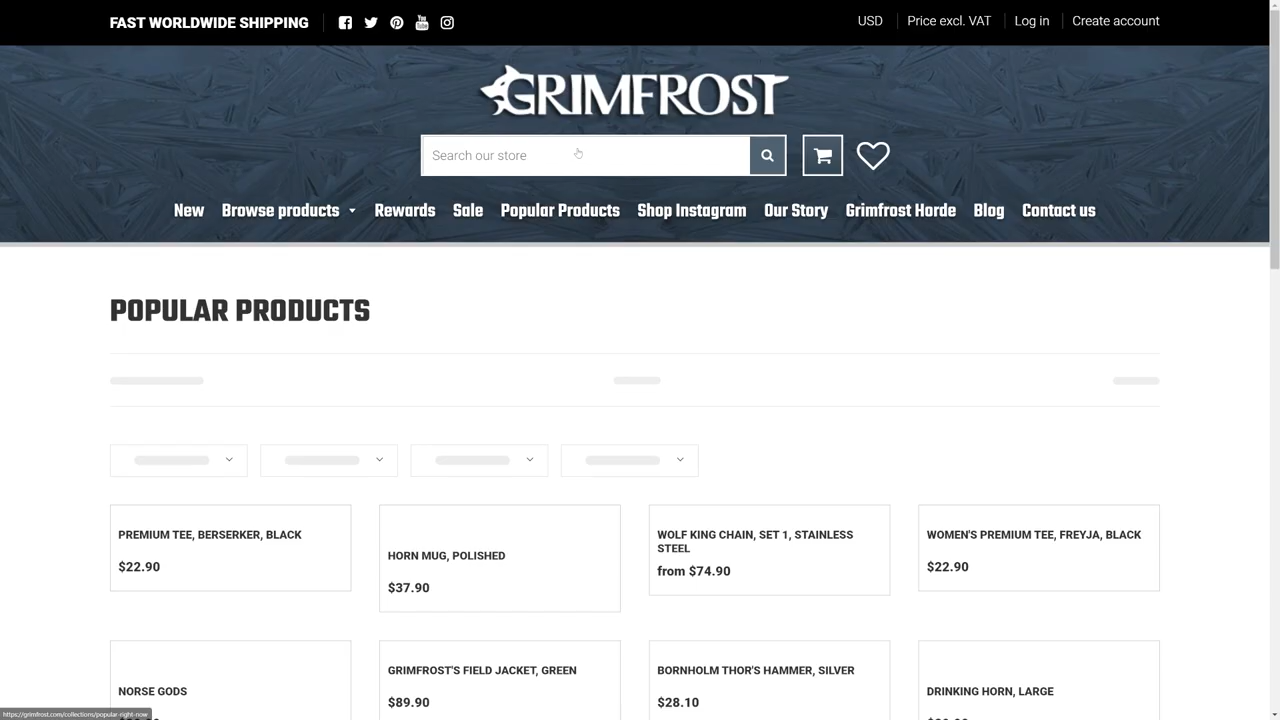 FAST WORLDWIDE SHIPPING
USD
Price excl. VAT
Log in
Create account
GRIMFROST
Search our store
New
Browse products
Rewards
Sale
Popular Products
Shop Instagram
Our Story
Grimfrost Horde
Blog
Contact us
POPULAR PRODUCTS
PREMIUM TEE, BERSERKER, BLACK
$22.90
HORN MUG, POLISHED
$37.90
WOLF KING CHAIN, SET 1, STAINLESS
STEEL
from $74.90
WOMEN'S PREMIUM TEE, FREYJA, BLACK
$22.90
NORSE GODS
GRIMFROST'S FIELD JACKET, GREEN
$89.90
BORNHOLM THOR'S HAMMER, SILVER
$28.10
DRINKING HORN, LARGE
https://grimfrost.com/collections/popular-right-now